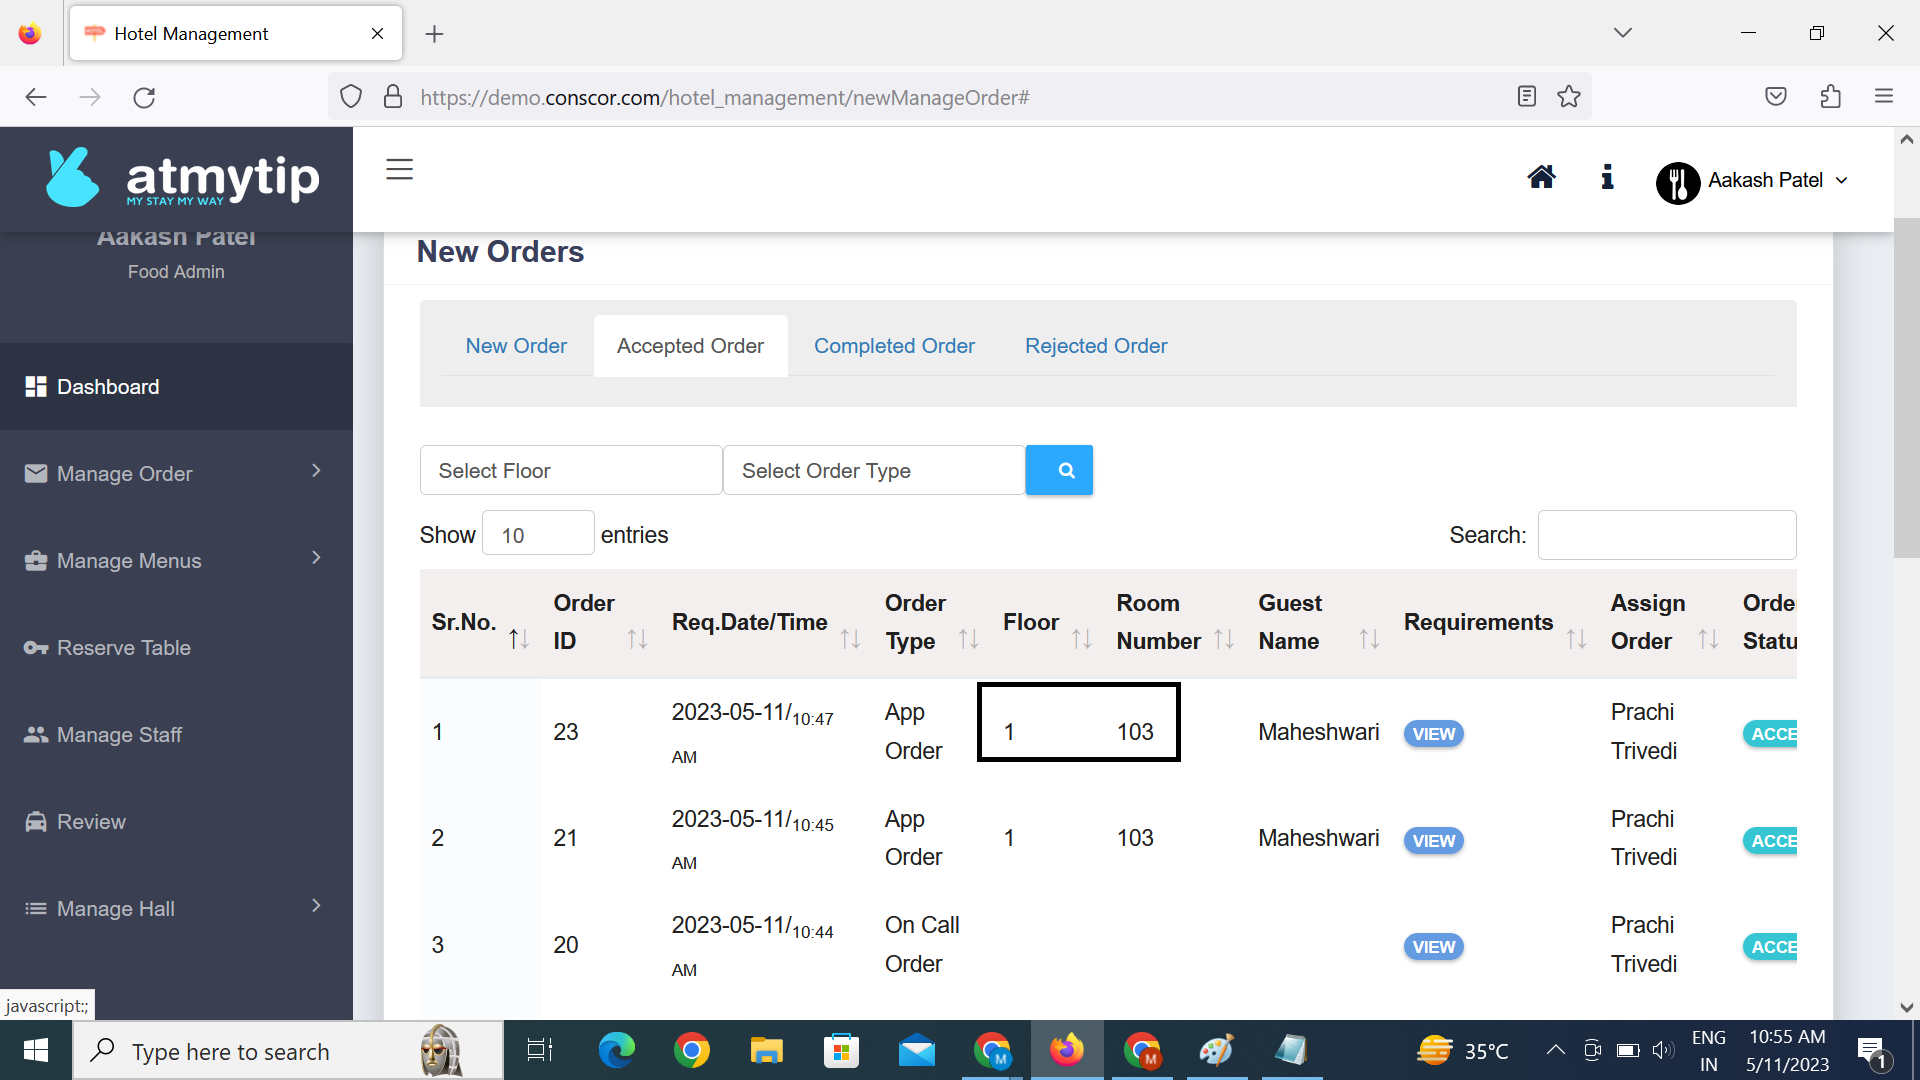 Hotel Management
https://demo.conscor.com/hotel_management/newManageOrder#
atmytip
MY STAY MY WAY
Aakash Patel
Aakash Patel
Food Admin
Dashboard
Manage Order
Manage Menus
Reserve Table
Manage Staff
Review
Manage Hall
New Orders
New Order Accepted Order Completed Order Rejected Order
Select Floor Select Order Type
Show 10 entries Search:
Sr.No. Order ID Req.Date/Time Order Type Floor Room Number Guest Name Requirements Assign Order Orde Statu
1 23 2023-05-11/10:47 AM App Order 1 103 Maheshwari VIEW Prachi Trivedi ACCE
2 21 2023-05-11/10:45 AM App Order 1 103 Maheshwari VIEW Prachi Trivedi ACCE
3 20 2023-05-11/10:44 AM On Call Order VIEW Prachi Trivedi ACCE
javascript:;
Type here to search
M
M
35°C
ENG
IN
10:55 AM
5/11/2023
1